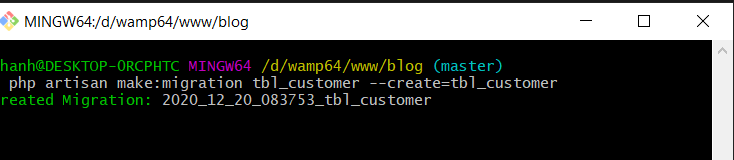 MINGW64:/d/wamp64/www/blog
hanh@DESKTOP-ORCPHTC MINGW64 /d/wamp64/www/blog (master)
php artisan make:migration tbl_customer --create=tbl_customer
reated Migration: 2020_12_20_083753_tbl_customer